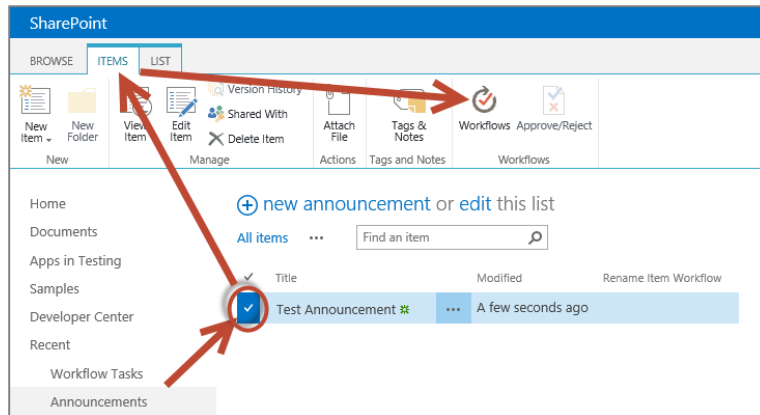 SharePoint
BROWSE ITEMS LIST
New Item
New Folder
View Item
Edit Item
Version History
Shared With
Delete Item
Attach File
Tags & Notes
Workflows
Approve/Reject
New Manage Actions Tags and Notes Workflows
Home
Documents
Apps in Testing
Samples
Developer Center
Recent
Workflow Tasks
Announcements
new announcement or edit this list
All items ... Find an item
Title Modified Rename Item Workflow
Test Announcement ... A few seconds ago